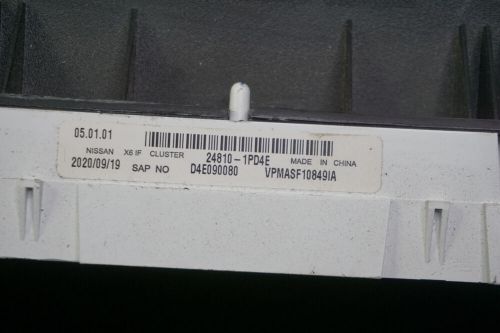 05.01.01
NISSAN X6 IF CLUSTER 24810-1PD4E MADE IN CHINA
2020/09/19 SAP NO D4E090080 VPMASF10849IA